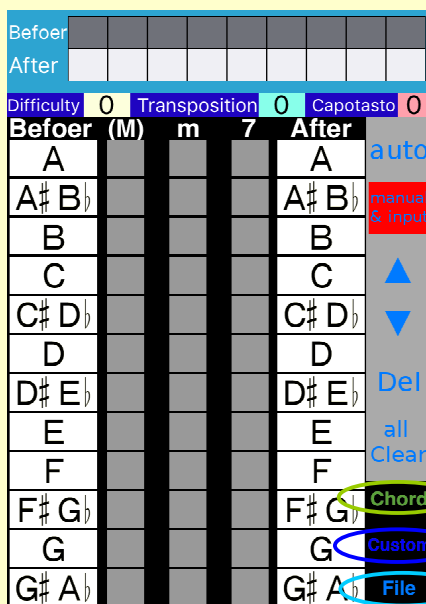 Befoer
After
Difficulty 0 Transposition 0 Capotasto 0
Befoer (M) m 7 After
A A auto
A♯ B♭ A♯ B♭ manual
& input
B B
C C ▲
C♯ D♭ C♯ D♭ ▼
D D
D♯ E♭ D♯ E♭ Del
E E all
Clear
F F
F♯ G♭ F♯ G♭ Chord
G G Custom
G♯ A♭ G♯ A♭ File